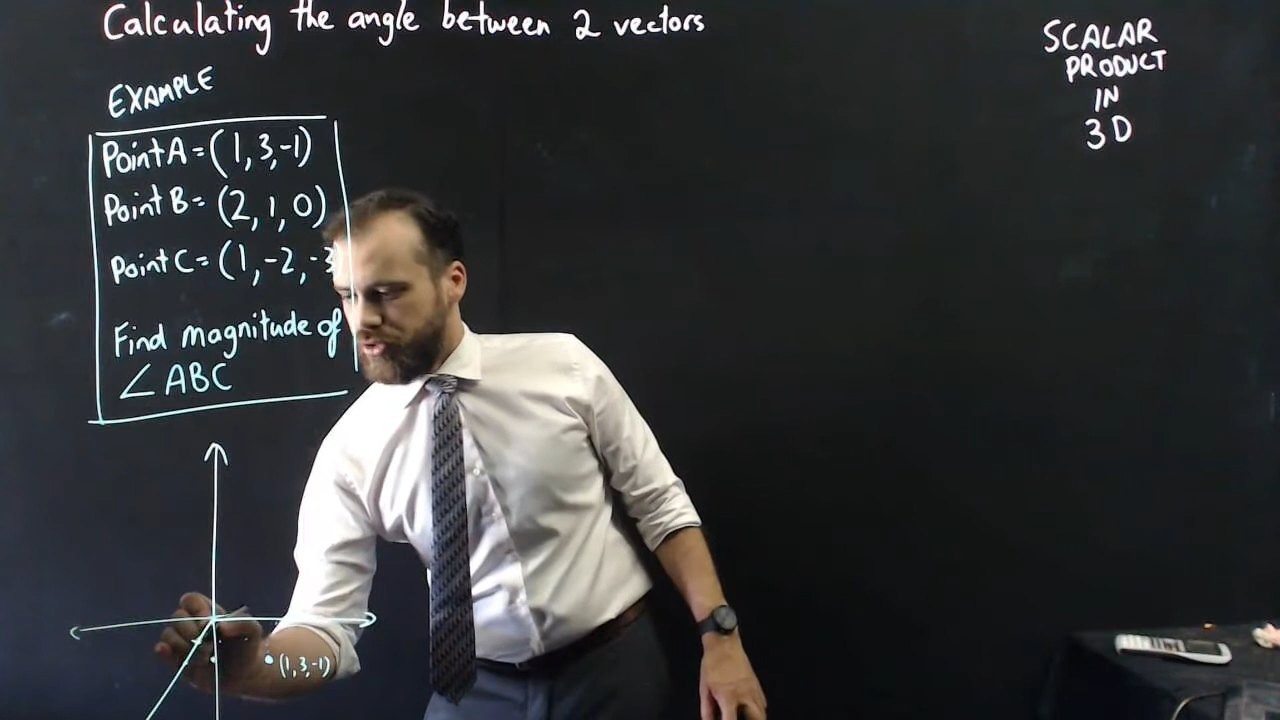 Calculating the angle between 2 vectors
SCALAR
PRODUCT
IN
3D
EXAMPLE
Point A = (1, 3, -1)
Point B = (2, 1, 0)
Point C = (1, -2, -3
Find magnitude of
∠ABC
(1, 3, -1)